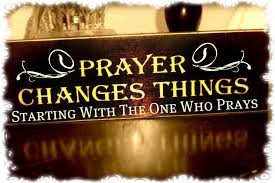 PRAYER
CHANGES THINGS
STARTING WITH THE ONE WHO PRAYS